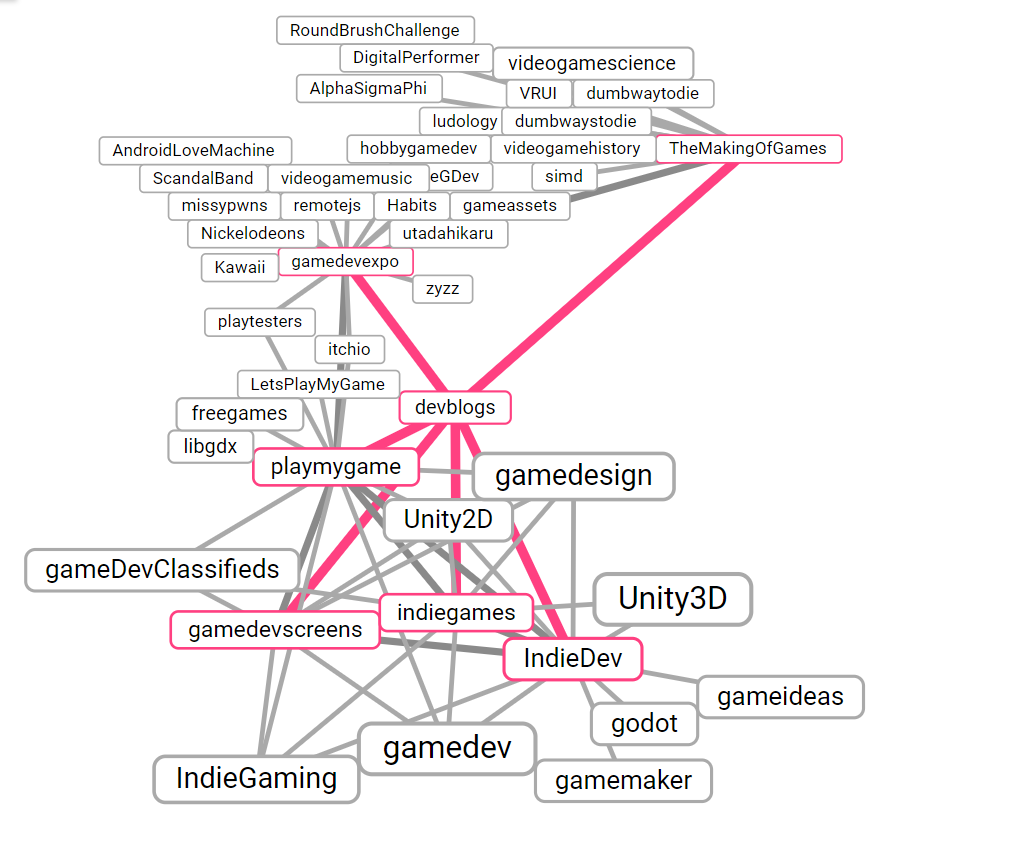 RoundBrushChallenge
DigitalPerformer
videogamescience
AlphaSigmaPhi
VRUI
dumbwaytodie
ludology
dumbwaystodie
AndroidLoveMachine
hobbygamedev
videogamehistory
TheMakingOfGames
ScandalBand
videogamemusic
eGDev
simd
missypwns
remotejs
Habits
gameassets
Nickelodeons
utadahikaru
Kawaii
gamedevexpo
zyzz
playtesters
itchio
LetsPlayMyGame
freegames
devblogs
libgdx
playmygame
gamedesign
Unity2D
gameDevClassifieds
Unity3D
indiegames
gamedevscreens
IndieDev
gameideas
godot
gamedev
IndieGaming
gamemaker